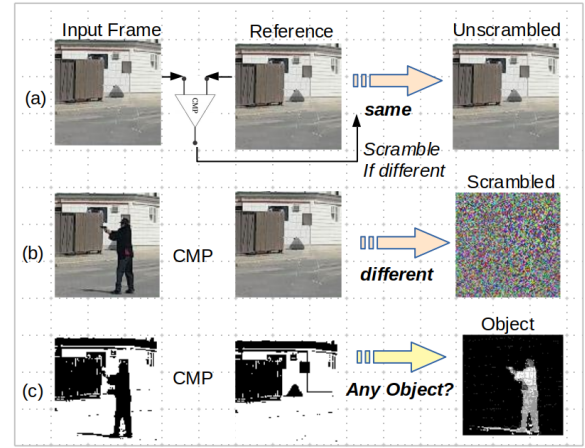 Input Frame
Reference
Unscrambled
(a)
CMP
same
Scramble
If different
Scrambled
(b)
CMP
different
Object
(c)
CMP
Any Object?